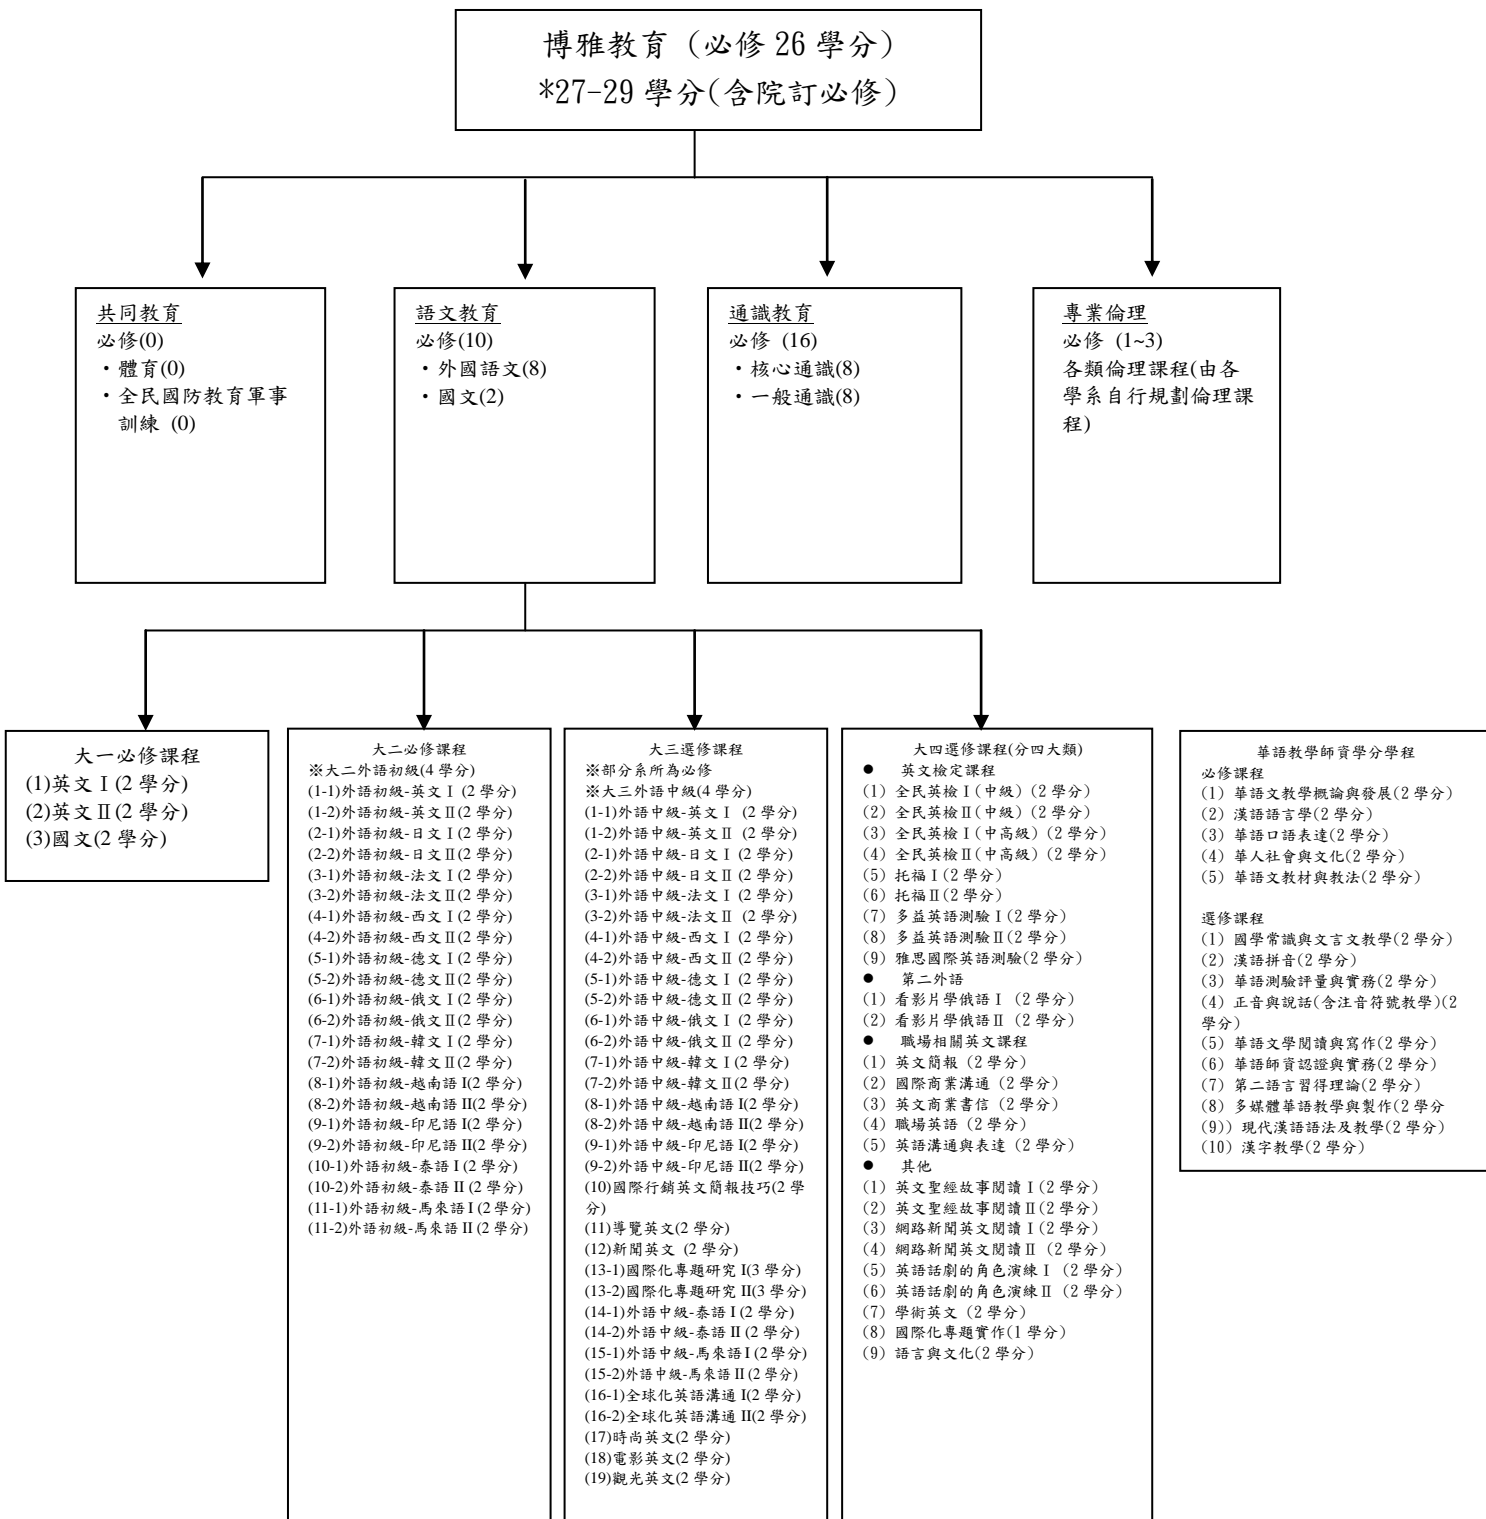 博雅教育（必修 26 學分）
*27-29 學分(含院訂必修)
共同教育
必修(0)
・體育(0)
・全民國防教育軍事
訓練 (0)
語文教育
必修(10)
・外國語文(8)
・國文(2)
通識教育
必修 (16)
・核心通識(8)
・一般通識(8)
專業倫理
必修 (1~3)
各類倫理課程(由各
學系自行規劃倫理課
程)
大一必修課程
(1)英文Ⅰ(2 學分)
(2)英文Ⅱ(2 學分)
(3)國文(2 學分)
大二必修課程
※大二外語初級(4 學分)
(1-1)外語初級-英文Ⅰ(2 學分)
(1-2)外語初級-英文Ⅱ(2 學分)
(2-1)外語初級-日文Ⅰ(2 學分)
(2-2)外語初級-日文Ⅱ(2 學分)
(3-1)外語初級-法文Ⅰ(2 學分)
(3-2)外語初級-法文Ⅱ(2 學分)
(4-1)外語初級-西文Ⅰ(2 學分)
(4-2)外語初級-西文Ⅱ(2 學分)
(5-1)外語初級-德文Ⅰ(2 學分)
(5-2)外語初級-德文Ⅱ(2 學分)
(6-1)外語初級-俄文Ⅰ(2 學分)
(6-2)外語初級-俄文Ⅱ(2 學分)
(7-1)外語初級-韓文Ⅰ(2 學分)
(7-2)外語初級-韓文Ⅱ(2 學分)
(8-1)外語初級-越南語 I(2 學分)
(8-2)外語初級-越南語 II(2 學分)
(9-1)外語初級-印尼語 I(2 學分)
(9-2)外語初級-印尼語 II(2 學分)
(10-1)外語初級-泰語 I (2 學分)
(10-2)外語初級-泰語 II (2 學分)
(11-1)外語初級-馬來語 I (2 學分)
(11-2)外語初級-馬來語 II (2 學分)
大三選修課程
※部分系所為必修
※大三外語中級(4 學分)
(1-1)外語中級-英文Ⅰ (2 學分)
(1-2)外語中級-英文Ⅱ (2 學分)
(2-1)外語中級-日文Ⅰ (2 學分)
(2-2)外語中級-日文Ⅱ (2 學分)
(3-1)外語中級-法文Ⅰ (2 學分)
(3-2)外語中級-法文Ⅱ (2 學分)
(4-1)外語中級-西文Ⅰ (2 學分)
(4-2)外語中級-西文Ⅱ (2 學分)
(5-1)外語中級-德文Ⅰ (2 學分)
(5-2)外語中級-德文Ⅱ (2 學分)
(6-1)外語中級-俄文Ⅰ (2 學分)
(6-2)外語中級-俄文Ⅱ (2 學分)
(7-1)外語中級-韓文Ⅰ(2 學分)
(7-2)外語中級-韓文Ⅱ(2 學分)
(8-1)外語中級-越南語 I(2 學分)
(8-2)外語中級-越南語 II(2 學分)
(9-1)外語中級-印尼語 I(2 學分)
(9-2)外語中級-印尼語 II(2 學分)
(10)國際行銷英文簡報技巧(2 學
分)
(11)導覽英文(2 學分)
(12)新聞英文 (2 學分)
(13-1)國際化專題研究 I(3 學分)
(13-2)國際化專題研究 II(3 學分)
(14-1)外語中級-泰語 I (2 學分)
(14-2)外語中級-泰語 II (2 學分)
(15-1)外語中級-馬來語 I (2 學分)
(15-2)外語中級-馬來語 II (2 學分)
(16-1)全球化英語溝通 I(2 學分)
(16-2)全球化英語溝通 II(2 學分)
(17)時尚英文(2 學分)
(18)電影英文(2 學分)
(19)觀光英文(2 學分)
大四選修課程(分四大類)
● 英文檢定課程
(1) 全民英檢Ⅰ(中級) (2 學分)
(2) 全民英檢Ⅱ(中級) (2 學分)
(3) 全民英檢Ⅰ(中高級) (2 學分)
(4) 全民英檢Ⅱ(中高級) (2 學分)
(5) 托福Ⅰ(2 學分)
(6) 托福Ⅱ(2 學分)
(7) 多益英語測驗Ⅰ(2 學分)
(8) 多益英語測驗Ⅱ(2 學分)
(9) 雅思國際英語測驗(2 學分)
● 第二外語
(1) 看影片學俄語Ⅰ (2 學分)
(2) 看影片學俄語Ⅱ (2 學分)
● 職場相關英文課程
(1) 英文簡報 (2 學分)
(2) 國際商業溝通 (2 學分)
(3) 英文商業書信 (2 學分)
(4) 職場英語 (2 學分)
(5) 英語溝通與表達 (2 學分)
● 其他
(1) 英文聖經故事閱讀Ⅰ(2 學分)
(2) 英文聖經故事閱讀Ⅱ(2 學分)
(3) 網路新聞英文閱讀Ⅰ(2 學分)
(4) 網路新聞英文閱讀Ⅱ (2 學分)
(5) 英語話劇的角色演練Ⅰ (2 學分)
(6) 英語話劇的角色演練Ⅱ (2 學分)
(7) 學術英文 (2 學分)
(8) 國際化專題實作(1 學分)
(9) 語言與文化(2 學分)
華語教學師資學分學程
必修課程
(1) 華語文教學概論與發展(2 學分)
(2) 漢語語言學(2 學分)
(3) 華語口語表達(2 學分)
(4) 華人社會與文化(2 學分)
(5) 華語文教材與教法(2 學分)
選修課程
(1) 國學常識與文言文教學(2 學分)
(2) 漢語拼音(2 學分)
(3) 華語測驗評量與實務(2 學分)
(4) 正音與說話(含注音符號教學)(2
學分)
(5) 華語文學閱讀與寫作(2 學分)
(6) 華語師資認證與實務(2 學分)
(7) 第二語言習得理論(2 學分)
(8) 多媒體華語教學與製作(2 學分
(9)) 現代漢語語法及教學(2 學分)
(10) 漢字教學(2 學分)